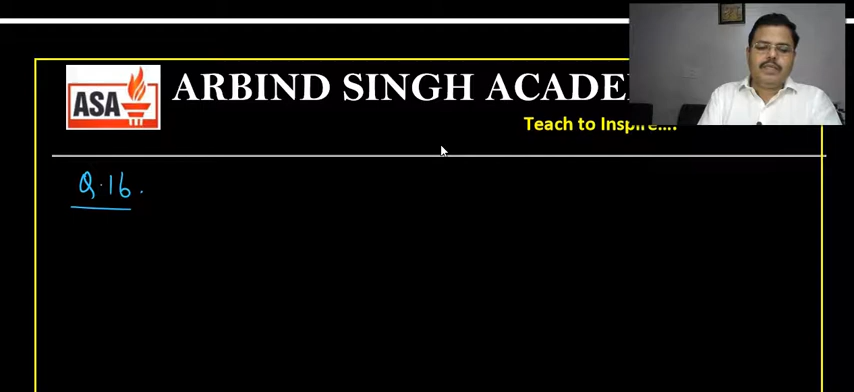 ASA
ARBIND SINGH ACADE
Teach to Inspire....
Q.16.